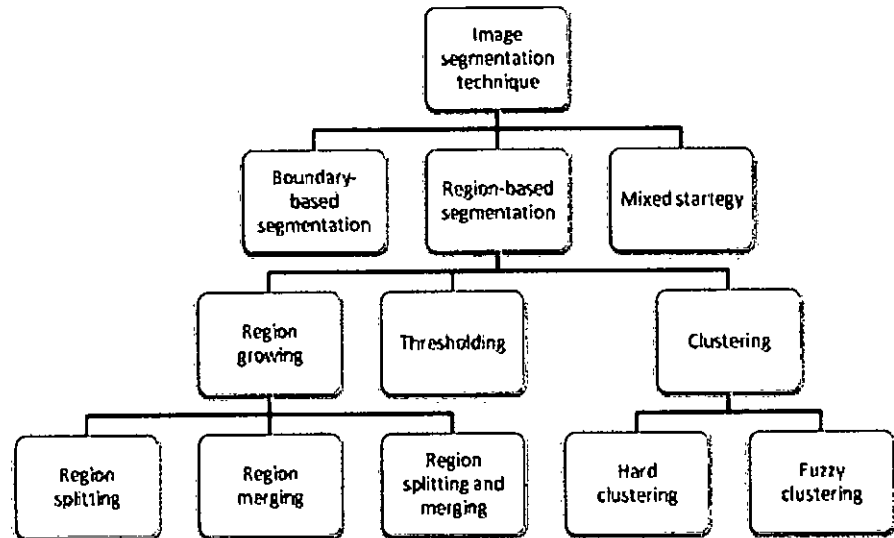 Image
segmentation
technique
Boundary-
based
segmentation
Region-based
segmentation
Mixed startegy
Region
growing
Thresholding
Clustering
Region
splitting
Region
merging
Region
splitting and
merging
Hard
clustering
Fuzzy
clustering